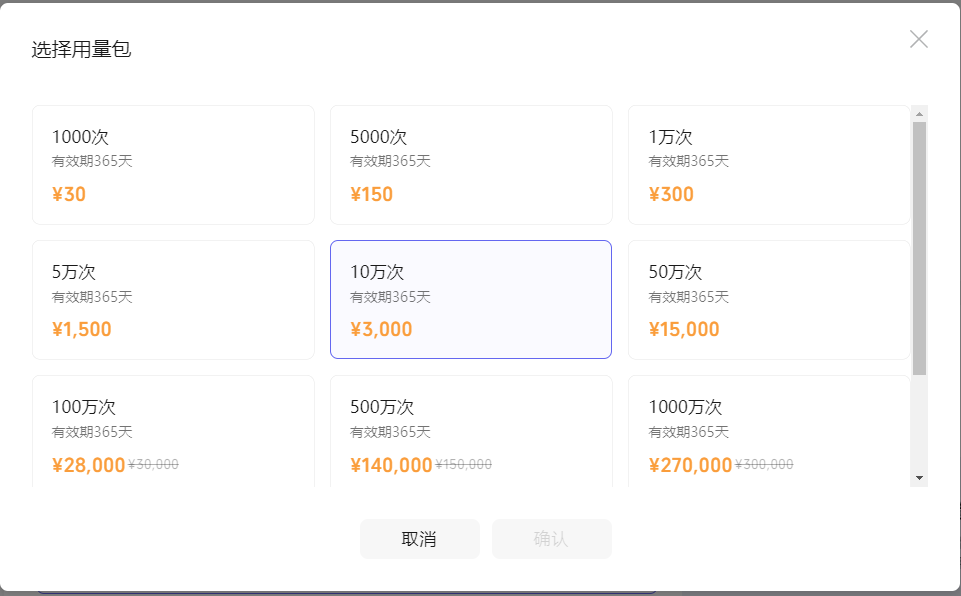 选择用量包
1000次
有效期365天
¥30
5000次
有效期365天
¥150
1万次
有效期365天
¥300
5万次
有效期365天
¥1,500
10万次
有效期365天
¥3,000
50万次
有效期365天
¥15,000
100万次
有效期365天
¥28,000 ¥30,000
500万次
有效期365天
¥140,000 ¥150,000
1000万次
有效期365天
¥270,000 ¥300,000
取消
确认